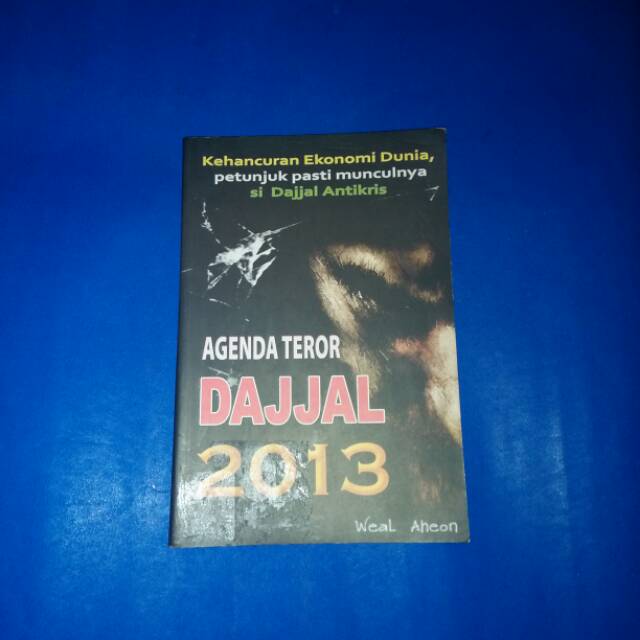 Kehancuran Ekonomi Dunia,
petunjuk pasti munculnya
si Dajjal Antikris
AGENDA TEROR
DAJJAL
2013
Weal Aheon